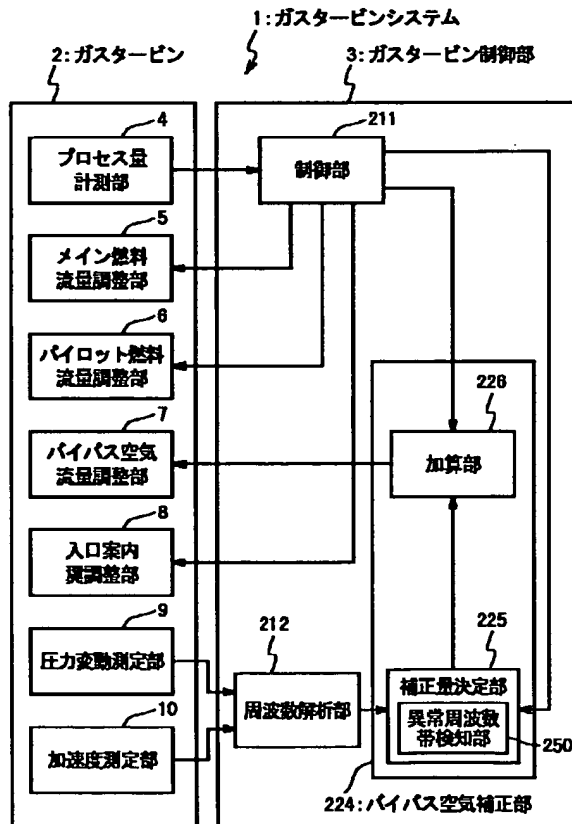 1:ガスタービンシステム
2:ガスタービン
3:ガスタービン制御部
4
プロセス量
計測部
211
制御部
5
メイン燃料
流量調整部
6
パイロット燃料
流量調整部
7
バイパス空気
流量調整部
226
加算部
8
入口案内
翼調整部
9
圧力変動測定部
212
周波数解析部
225
補正量決定部
異常周波数
帯検知部
250
10
加速度測定部
224:バイパス空気補正部